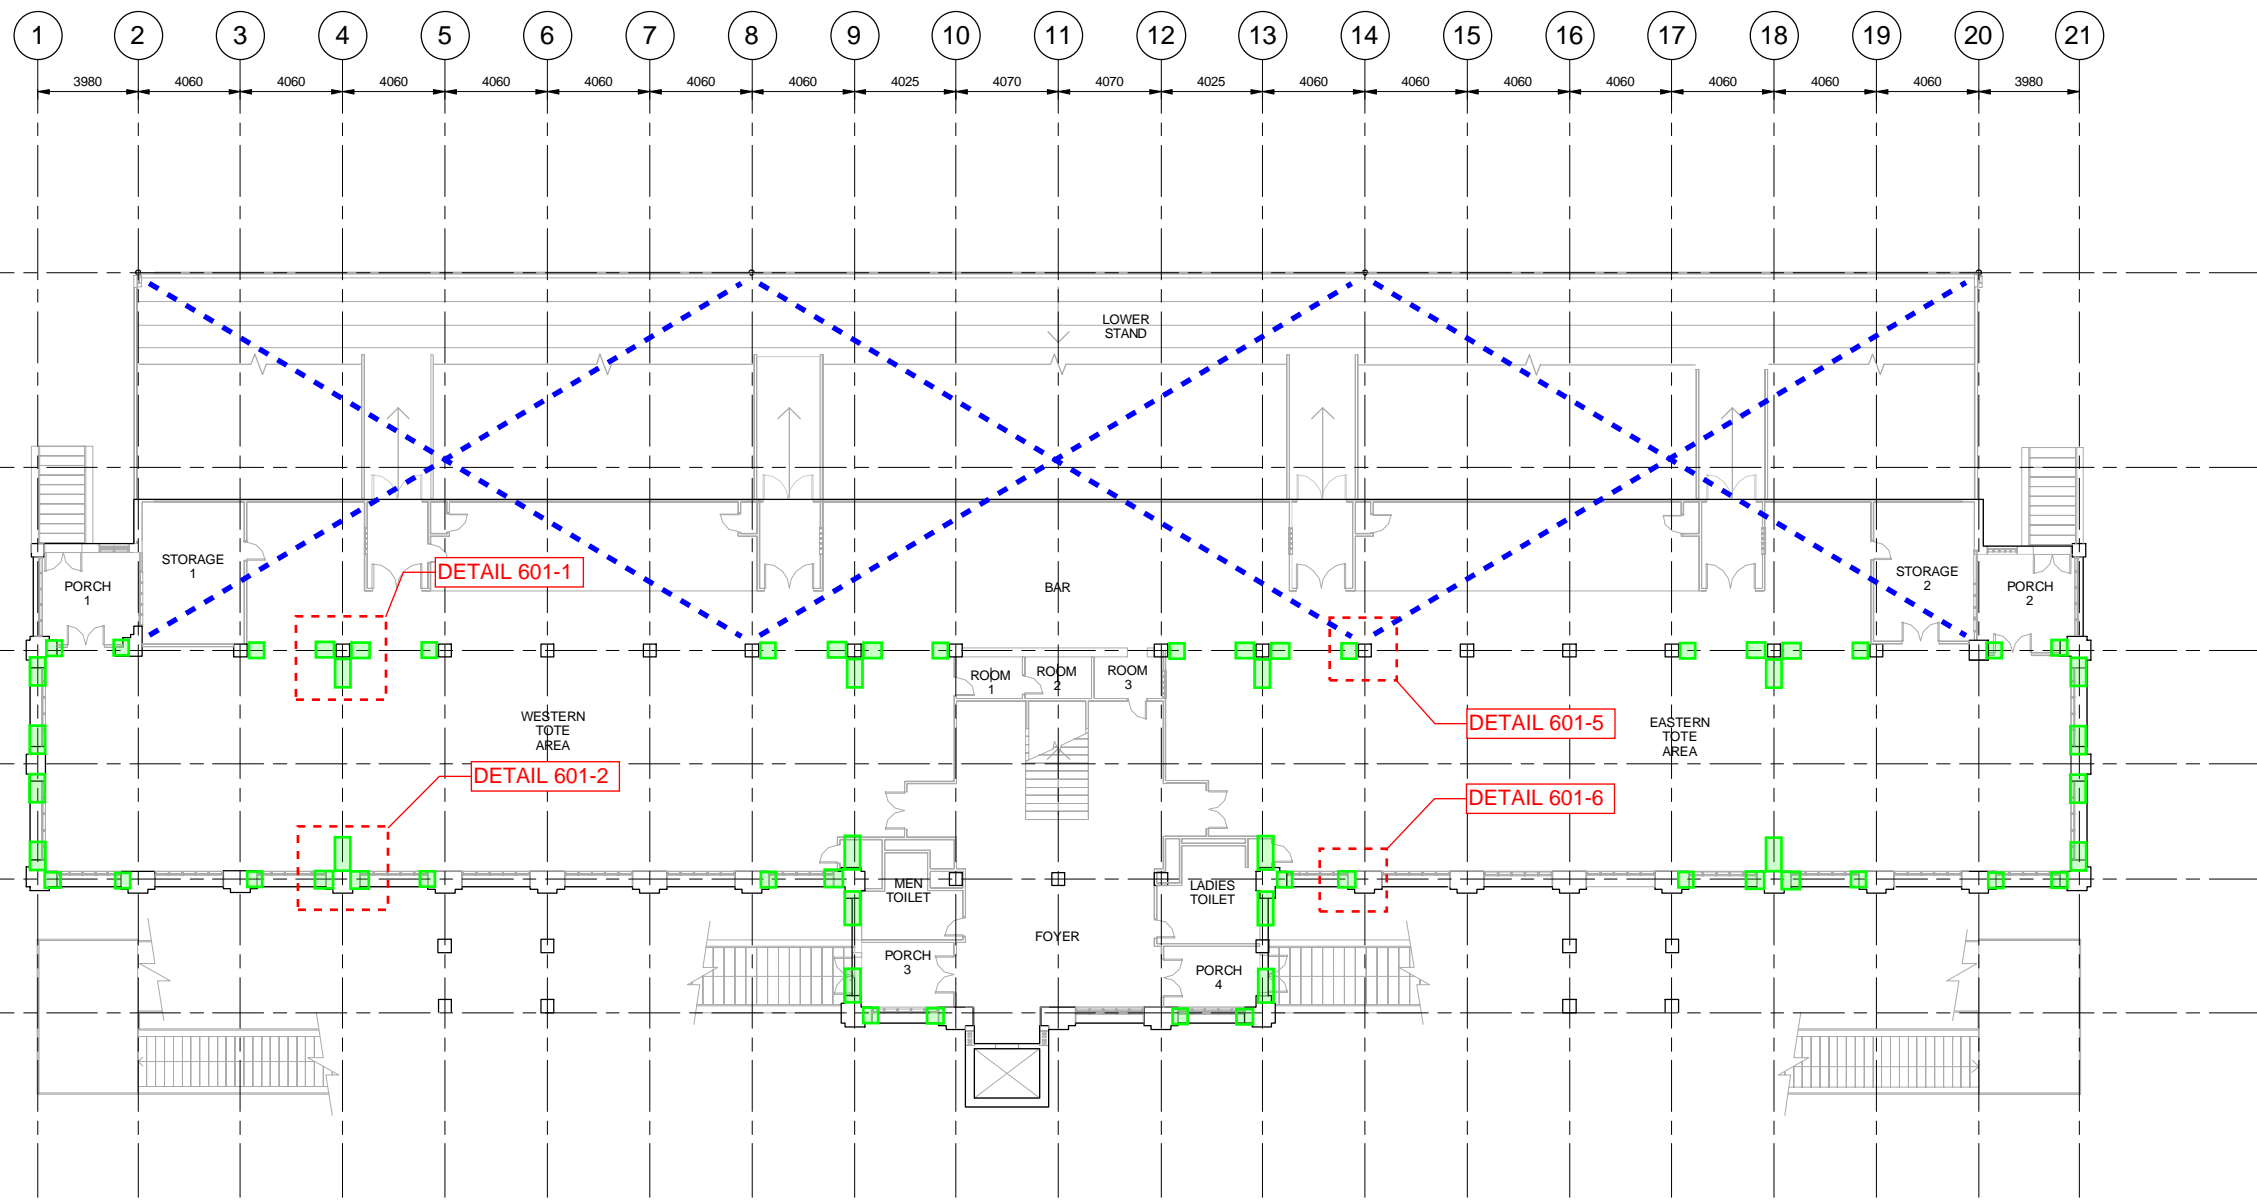 1 2 3 4 5 6 7 8 9 10 11 12 13 14 15 16 17 18 19 20 21
3980 4060 4060 4060 4060 4060 4060 4060 4025 4070 4070 4025 4060 4060 4060 4060 4060 4060 4060 3980
LOWER
STAND
STORAGE
1
DETAIL 601-1
PORCH
1
BAR
STORAGE
2
PORCH
2
ROOM
1
ROOM
2
ROOM
3
WESTERN
TOTE
AREA
DETAIL 601-5
EASTERN
TOTE
AREA
DETAIL 601-2
DETAIL 601-6
MEN
TOILET
LADIES
TOILET
FOYER
PORCH
3
PORCH
4